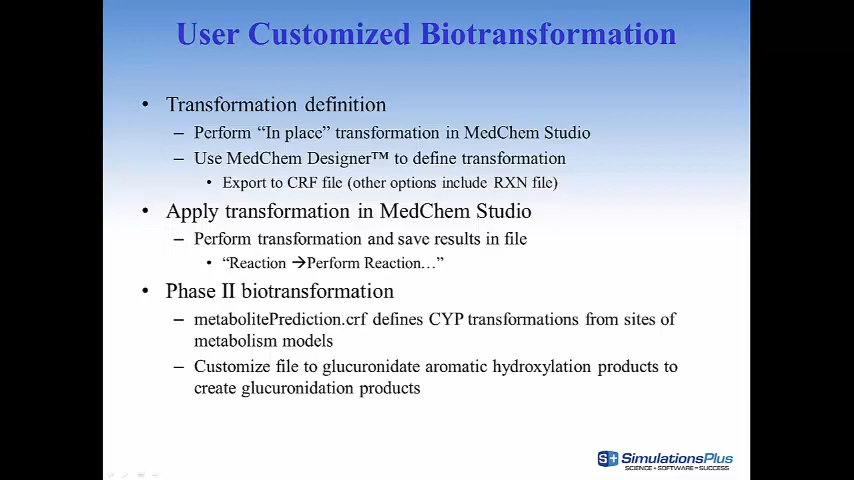 User Customized Biotransformation
• Transformation definition
– Perform “In place” transformation in MedChem Studio
– Use MedChem Designer™ to define transformation
• Export to CRF file (other options include RXN file)
• Apply transformation in MedChem Studio
– Perform transformation and save results in file
• “Reaction →Perform Reaction…”
• Phase II biotransformation
– metabolitePrediction.crf defines CYP transformations from sites of
metabolism models
– Customize file to glucuronidate aromatic hydroxylation products to
create glucuronidation products
S+ SimulationsPlus
SCIENCE+SOFTWARE=SUCCESS